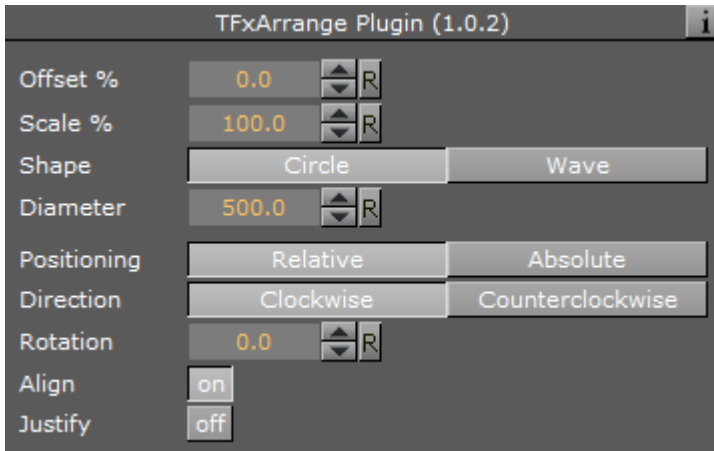 TFxArrange Plugin (1.0.2) i
Offset % 0.0 R
Scale % 100.0 R
Shape Circle Wave
Diameter 500.0 R
Positioning Relative Absolute
Direction Clockwise Counterclockwise
Rotation 0.0 R
Align on
Justify off